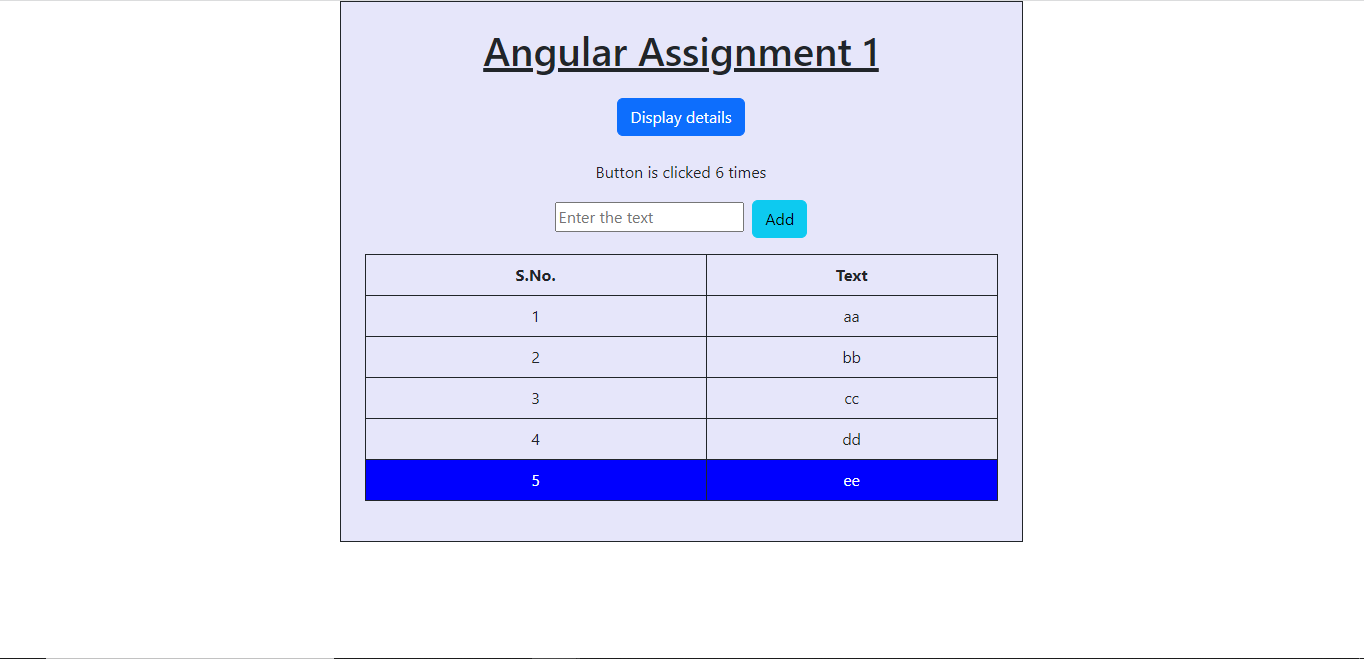 Angular Assignment 1
Display details
Button is clicked 6 times
Enter the text Add
S.No. Text
1 aa
2 bb
3 cc
4 dd
5 ee